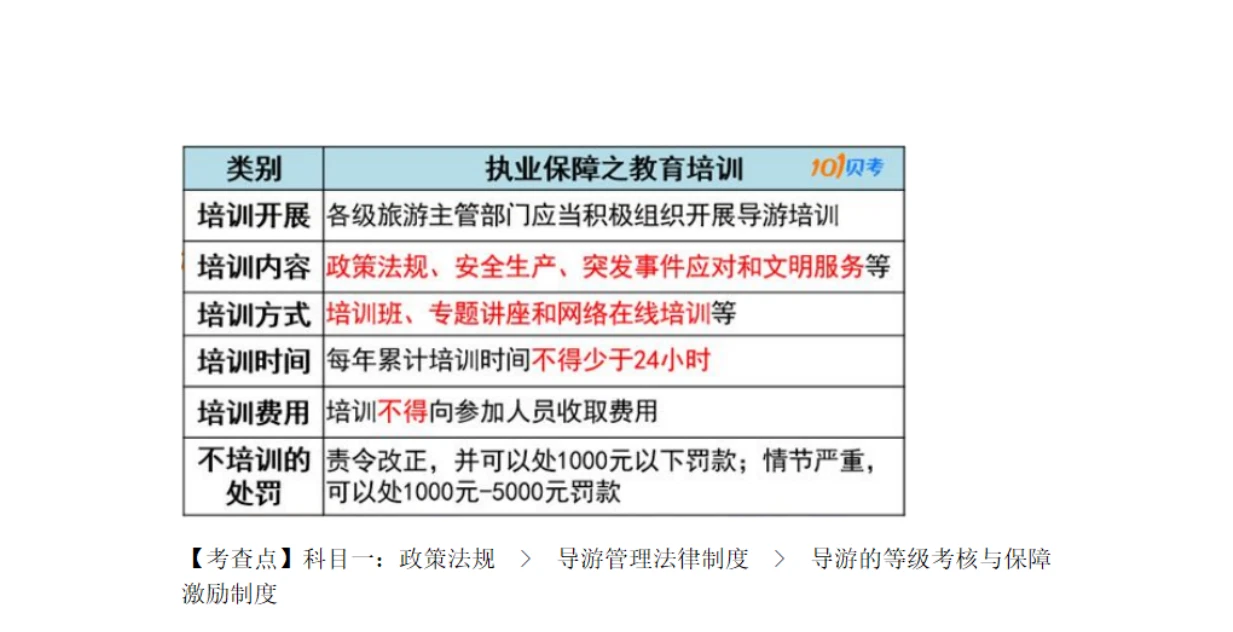 类别 执业保障之教育培训 101贝考
培训开展 各级旅游主管部门应当积极组织开展导游培训
培训内容 政策法规、安全生产、突发事件应对和文明服务等
培训方式 培训班、专题讲座和网络在线培训等
培训时间 每年累计培训时间不得少于24小时
培训费用 培训不得向参加人员收取费用
不培训的处罚 责令改正，并可以处1000元以下罚款；情节严重，
可以处1000元-5000元罚款
【考查点】科目一：政策法规 > 导游管理法律制度 > 导游的等级考核与保障
激励制度